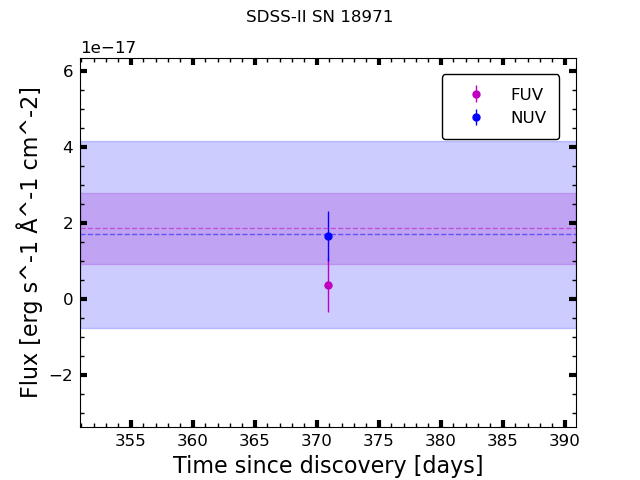 SDSS-II SN 18971
1e−17
6
4
2
0
−2
FUV
NUV
355 360 365 370 375 380 385 390
Time since discovery [days]
Flux [erg s^-1 Å^-1 cm^-2]